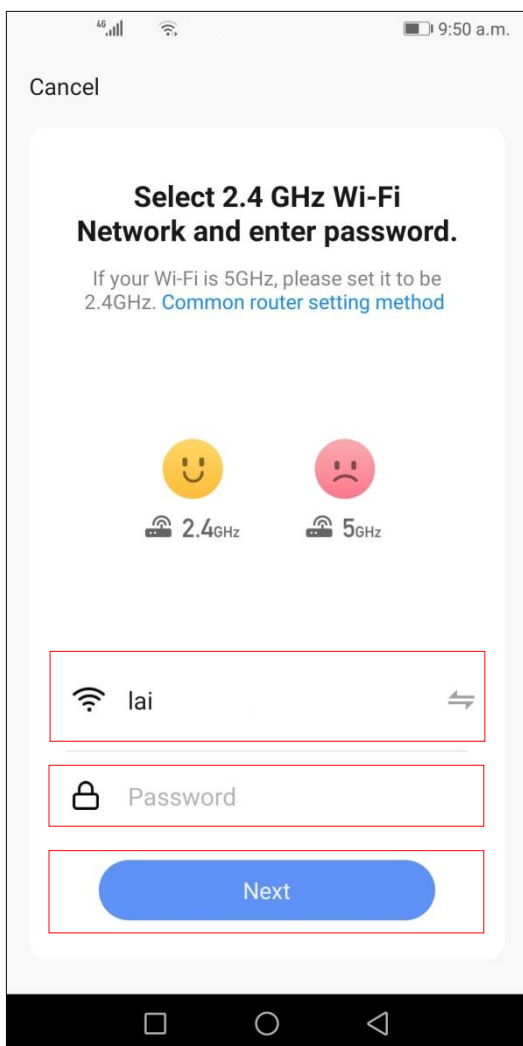 46 9:50 a.m.
Cancel
Select 2.4 GHz Wi-Fi
Network and enter password.
If your Wi-Fi is 5GHz, please set it to be
2.4GHz. Common router setting method
2.4GHz 5GHz
lai
Password
Next